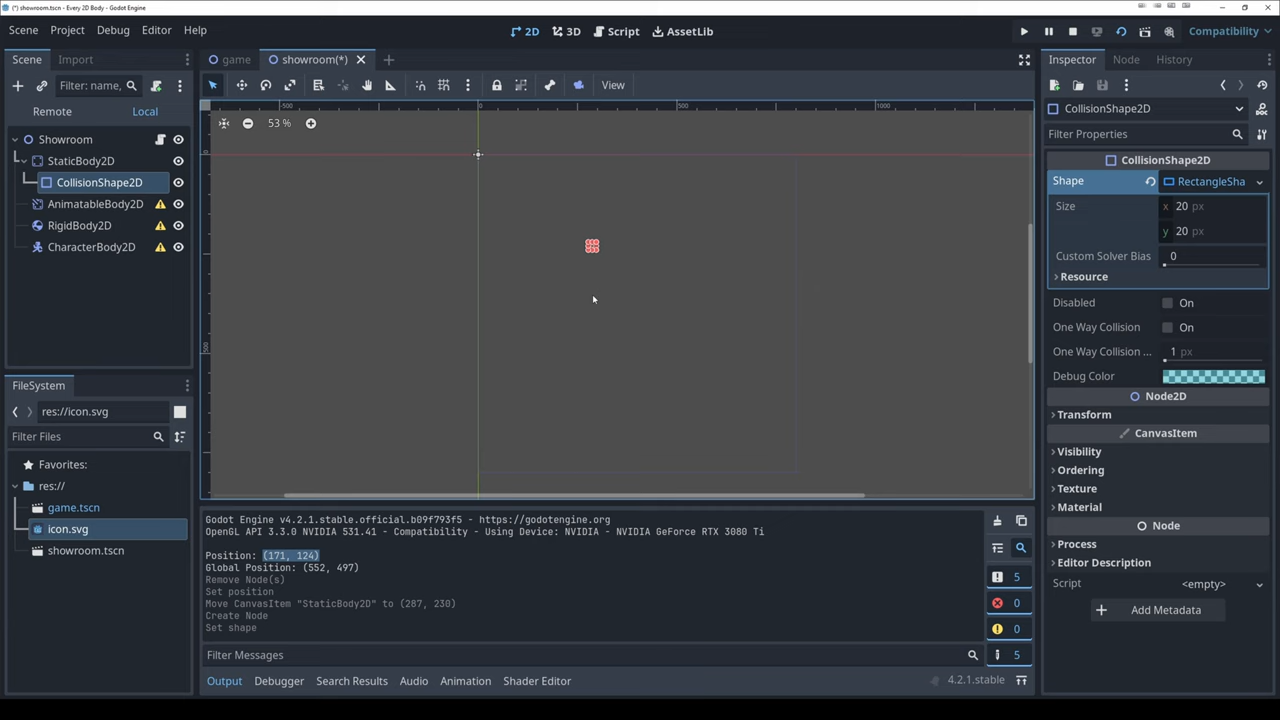 (*) showroom.tscn - Every 2D Body - Godot Engine
Scene Project Debug Editor Help
2D 3D Script AssetLib
Compatibility
Scene Import
game showroom(*)
Inspector Node History
Filter: name,
View
Remote Local
-500 0 500 1000
CollisionShape2D
Showroom
53 %
Filter Properties
StaticBody2D
CollisionShape2D
CollisionShape2D
Shape RectangleSha
AnimatableBody2D
Size x 20 px
RigidBody2D
y 20 px
CharacterBody2D
Custom Solver Bias 0
Resource
Disabled On
One Way Collision On
One Way Collision ... 1 px
Debug Color
0
500
FileSystem
Node2D
res://icon.svg
Transform
Filter Files
CanvasItem
Favorites:
Visibility
res://
Ordering
game.tscn
Texture
icon.svg
Material
showroom.tscn
Node
Process
Editor Description
Script <empty>
Add Metadata
Godot Engine v4.2.1.stable.official.b09f793f5 - https://godotengine.org
OpenGL API 3.3.0 NVIDIA 531.41 - Compatibility - Using Device: NVIDIA - NVIDIA GeForce RTX 3080 Ti
Position: (171, 124)
Global Position: (552, 497)
Remove Node(s)
Set position
Move CanvasItem "StaticBody2D" to (287, 230)
Create Node
Set shape
5
0
0
5
Filter Messages
Output Debugger Search Results Audio Animation Shader Editor
4.2.1.stable